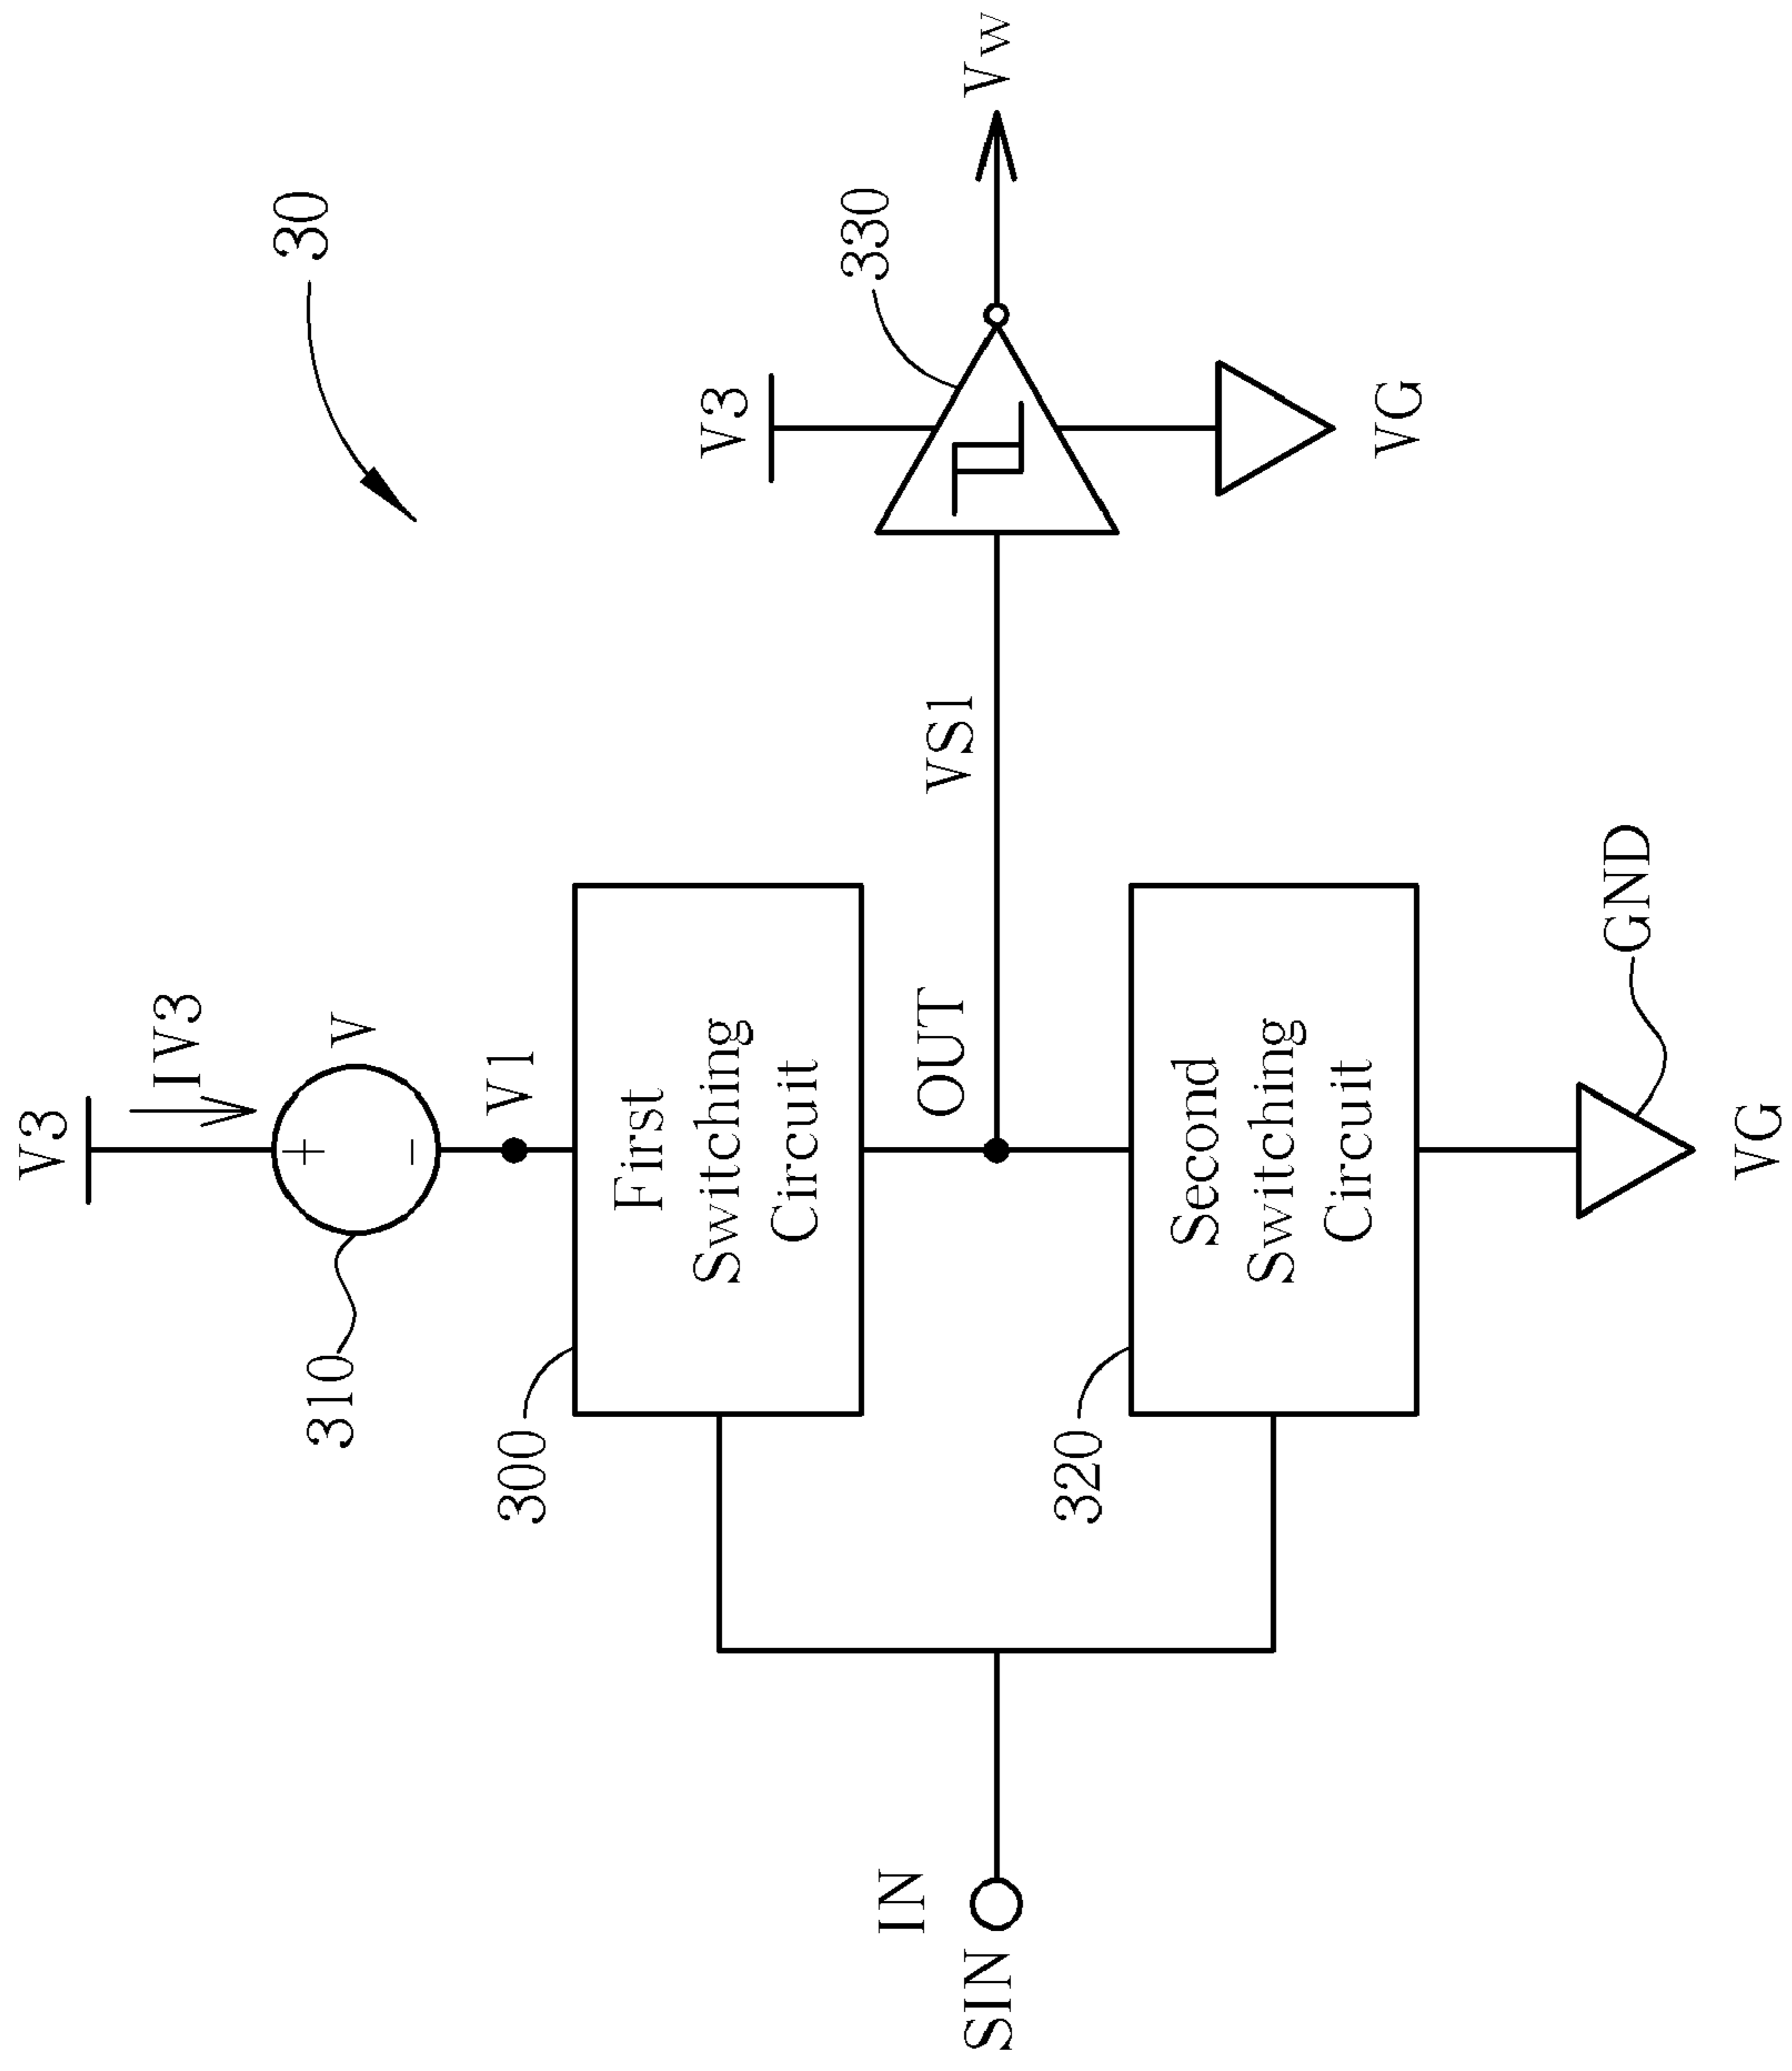 30
V3
IV3
V
310
V1
300
First
Switching
Circuit
OUT
VS1
V3
330
Vw
VG
IN
SIN
320
Second
Switching
Circuit
GND
VG